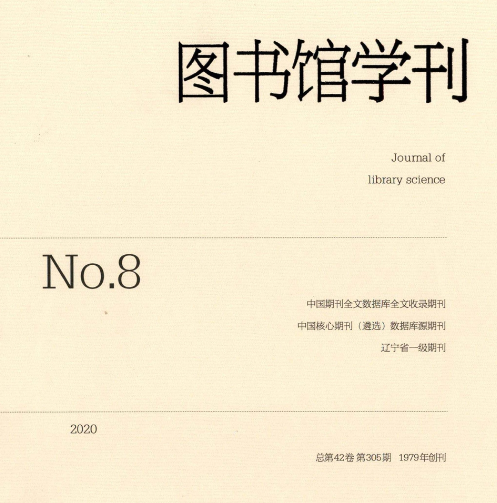 图书馆学刊
Journal of
library science
No.8
中国期刊全文数据库全文收录期刊
中国核心期刊（遴选）数据库源期刊
辽宁省一级期刊
2020
总第42卷 第305期 1979年创刊